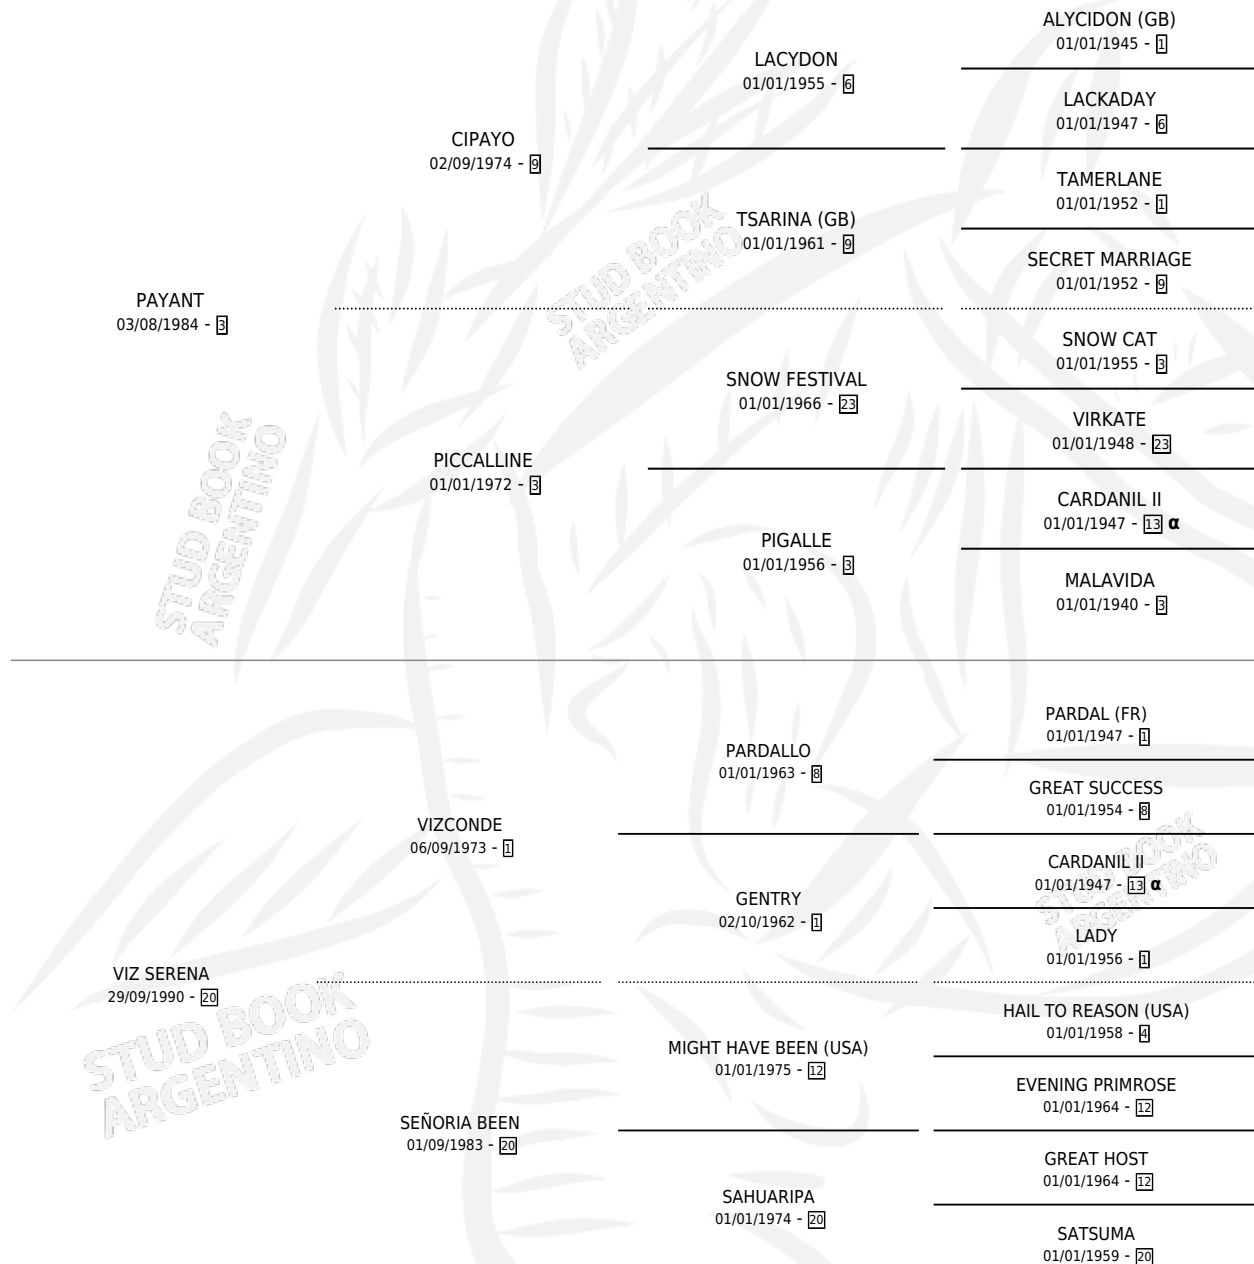 ALYCIDON (GB)
01/01/1945 - 1
LACYDON
01/01/1955 - 6
LACKADAY
01/01/1947 - 6
CIPAYO
02/09/1974 - 9
TAMERLANE
01/01/1952 - 1
TSARINA (GB)
01/01/1961 - 9
SECRET MARRIAGE
01/01/1952 - 9
PAYANT
03/08/1984 - 3
SNOW CAT
01/01/1955 - 3
SNOW FESTIVAL
01/01/1966 - 23
VIRKATE
01/01/1948 - 23
PICCALLINE
01/01/1972 - 3
CARDANIL II
01/01/1947 - 13 α
PIGALLE
01/01/1956 - 3
MALAVIDA
01/01/1940 - 3
PARDAL (FR)
01/01/1947 - 1
PARDALLO
01/01/1963 - 8
GREAT SUCCESS
01/01/1954 - 8
VIZCONDE
06/09/1973 - 1
CARDANIL II
01/01/1947 - 13 α
GENTRY
02/10/1962 - 1
LADY
01/01/1956 - 1
VIZ SERENA
29/09/1990 - 20
HAIL TO REASON (USA)
01/01/1958 - 4
MIGHT HAVE BEEN (USA)
01/01/1975 - 12
EVENING PRIMROSE
01/01/1964 - 12
SEÑORIA BEEN
01/09/1983 - 20
GREAT HOST
01/01/1964 - 12
SAHUARIPA
01/01/1974 - 20
SATSUMA
01/01/1959 - 20
STUD BOOK
ARGENTINO
STUD BOOK
ARGENTINO
STUD BOOK
ARGENTINO
STUD BOOK
ARGENTINO